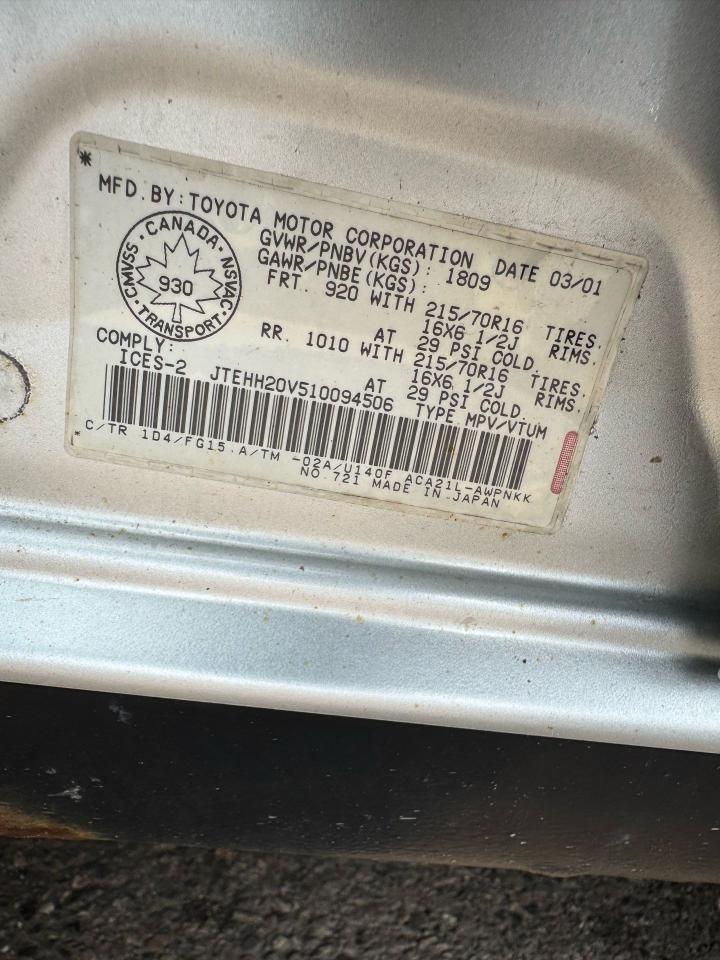 *
MFD.BY:TOYOTA MOTOR CORPORATION DATE 03/01
GVWR/PNBV(KGS): 1809
GAWR/PNBE(KGS):
FRT. 920 WITH 215/70R16 TIRES.
16X6 1/2J RIMS.
AT 29 PSI COLD.
RR. 1010 WITH 215/70R16 TIRES.
16X6 1/2J RIMS.
AT 29 PSI COLD.
CMVSS · CANADA · NSVAC · TRANSPORT ·
930
COMPLY:
ICES-2 JTEHH20V510094506 TYPE MPV/VTUM
*
C/TR 1D4/FG15.A/TM -02A/U140F ACA21L-AWPNKK
NO.721 MADE IN JAPAN